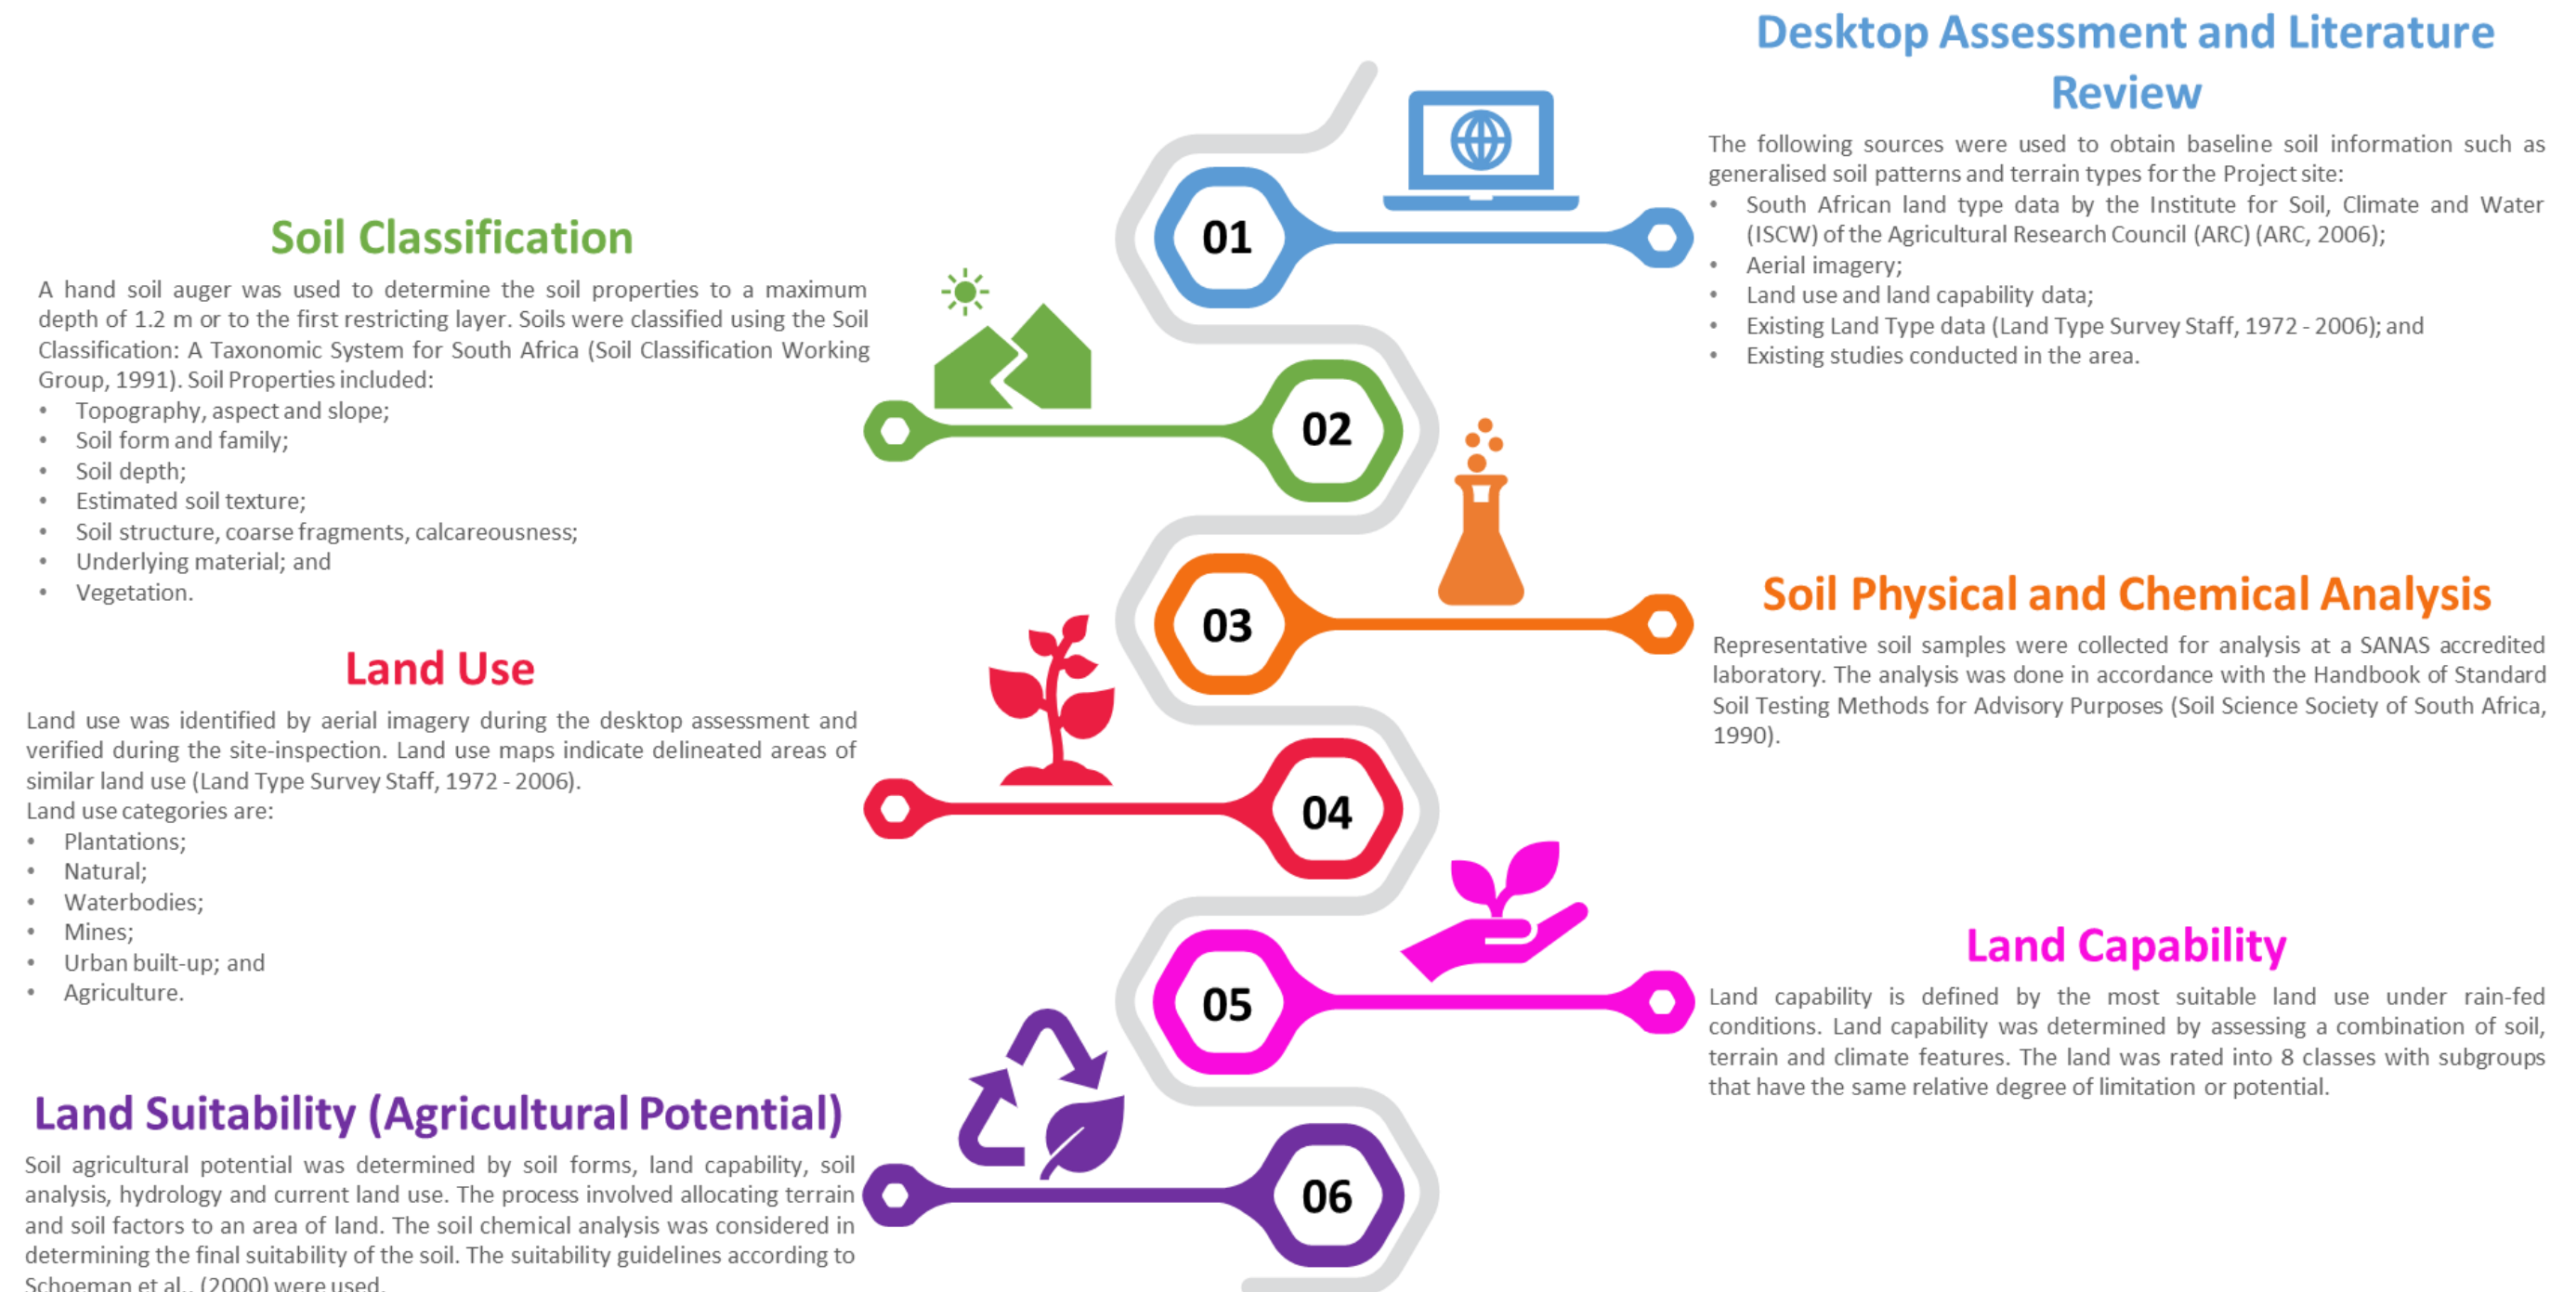 Desktop Assessment and Literature
Review
The following sources were used to obtain baseline soil information such as
generalised soil patterns and terrain types for the Project site:
• South African land type data by the Institute for Soil, Climate and Water
(ISCW) of the Agricultural Research Council (ARC) (ARC, 2006);
• Aerial imagery;
• Land use and land capability data;
• Existing Land Type data (Land Type Survey Staff, 1972 - 2006); and
• Existing studies conducted in the area.
01
Soil Classification
A hand soil auger was used to determine the soil properties to a maximum
depth of 1.2 m or to the first restricting layer. Soils were classified using the Soil
Classification: A Taxonomic System for South Africa (Soil Classification Working
Group, 1991). Soil Properties included:
• Topography, aspect and slope;
• Soil form and family;
• Soil depth;
• Estimated soil texture;
• Soil structure, coarse fragments, calcareousness;
• Underlying material; and
• Vegetation.
02
03
Soil Physical and Chemical Analysis
Representative soil samples were collected for analysis at a SANAS accredited
laboratory. The analysis was done in accordance with the Handbook of Standard
Soil Testing Methods for Advisory Purposes (Soil Science Society of South Africa,
1990).
Land Use
Land use was identified by aerial imagery during the desktop assessment and
verified during the site-inspection. Land use maps indicate delineated areas of
similar land use (Land Type Survey Staff, 1972 - 2006).
Land use categories are:
• Plantations;
• Natural;
• Waterbodies;
• Mines;
• Urban built-up; and
• Agriculture.
04
05
Land Capability
Land capability is defined by the most suitable land use under rain-fed
conditions. Land capability was determined by assessing a combination of soil,
terrain and climate features. The land was rated into 8 classes with subgroups
that have the same relative degree of limitation or potential.
Land Suitability (Agricultural Potential)
Soil agricultural potential was determined by soil forms, land capability, soil
analysis, hydrology and current land use. The process involved allocating terrain
and soil factors to an area of land. The soil chemical analysis was considered in
determining the final suitability of the soil. The suitability guidelines according to
Schoeman et al., (2000) were used.
06